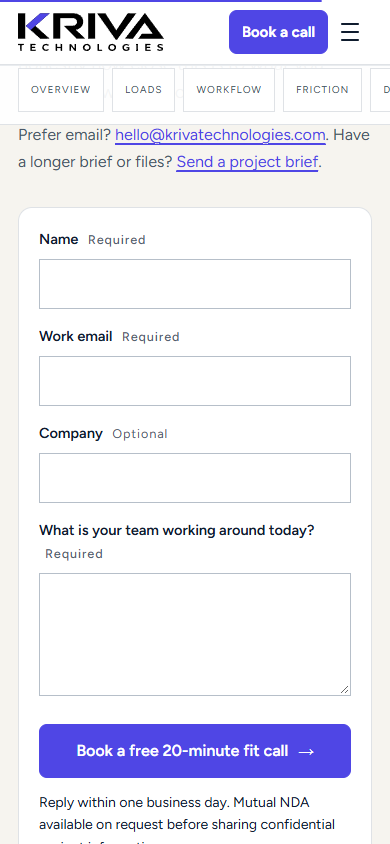 KRIVA
TECHNOLOGIES
Book a call
OVERVIEW
LOADS
WORKFLOW
FRICTION
Prefer email? hello@krivatechnologies.com. Have
a longer brief or files? Send a project brief.
Name Required
Work email Required
Company Optional
What is your team working around today?
Required
Book a free 20-minute fit call →
Reply within one business day. Mutual NDA
available on request before sharing confidential